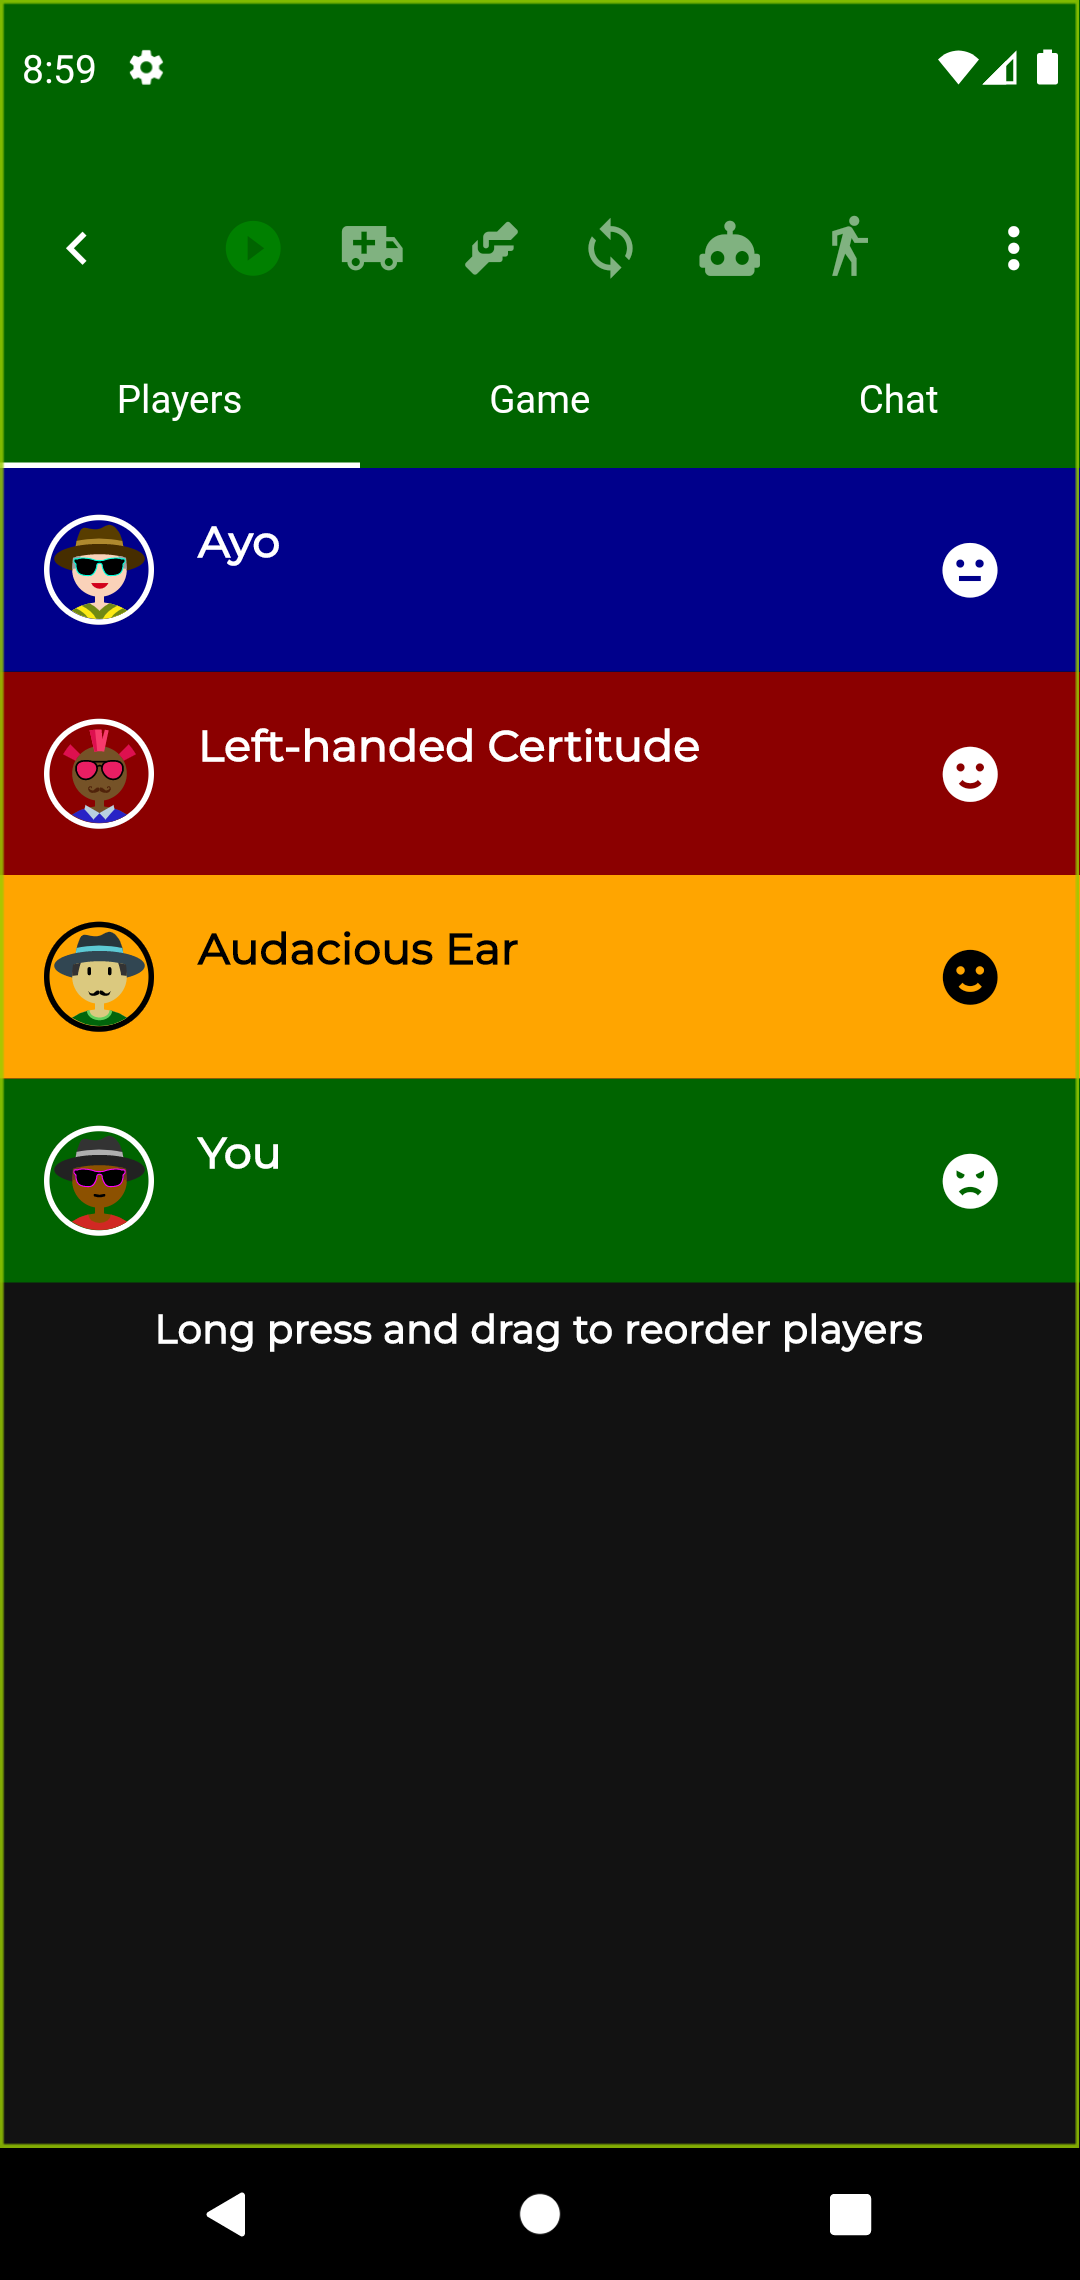 8:59
Players Game Chat
Ayo
Left-handed Certitude
Audacious Ear
You
Long press and drag to reorder players